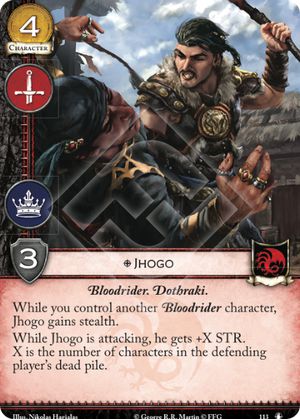 4
CHARACTER
3
JHOGO
Bloodrider. Dothraki.
While you control another Bloodrider character,
Jhogo gains stealth.
While Jhogo is attacking, he gets +X STR.
X is the number of characters in the defending
player's dead pile.
Illus. Nikolas Hagialas © George R.R. Martin © FFG 113